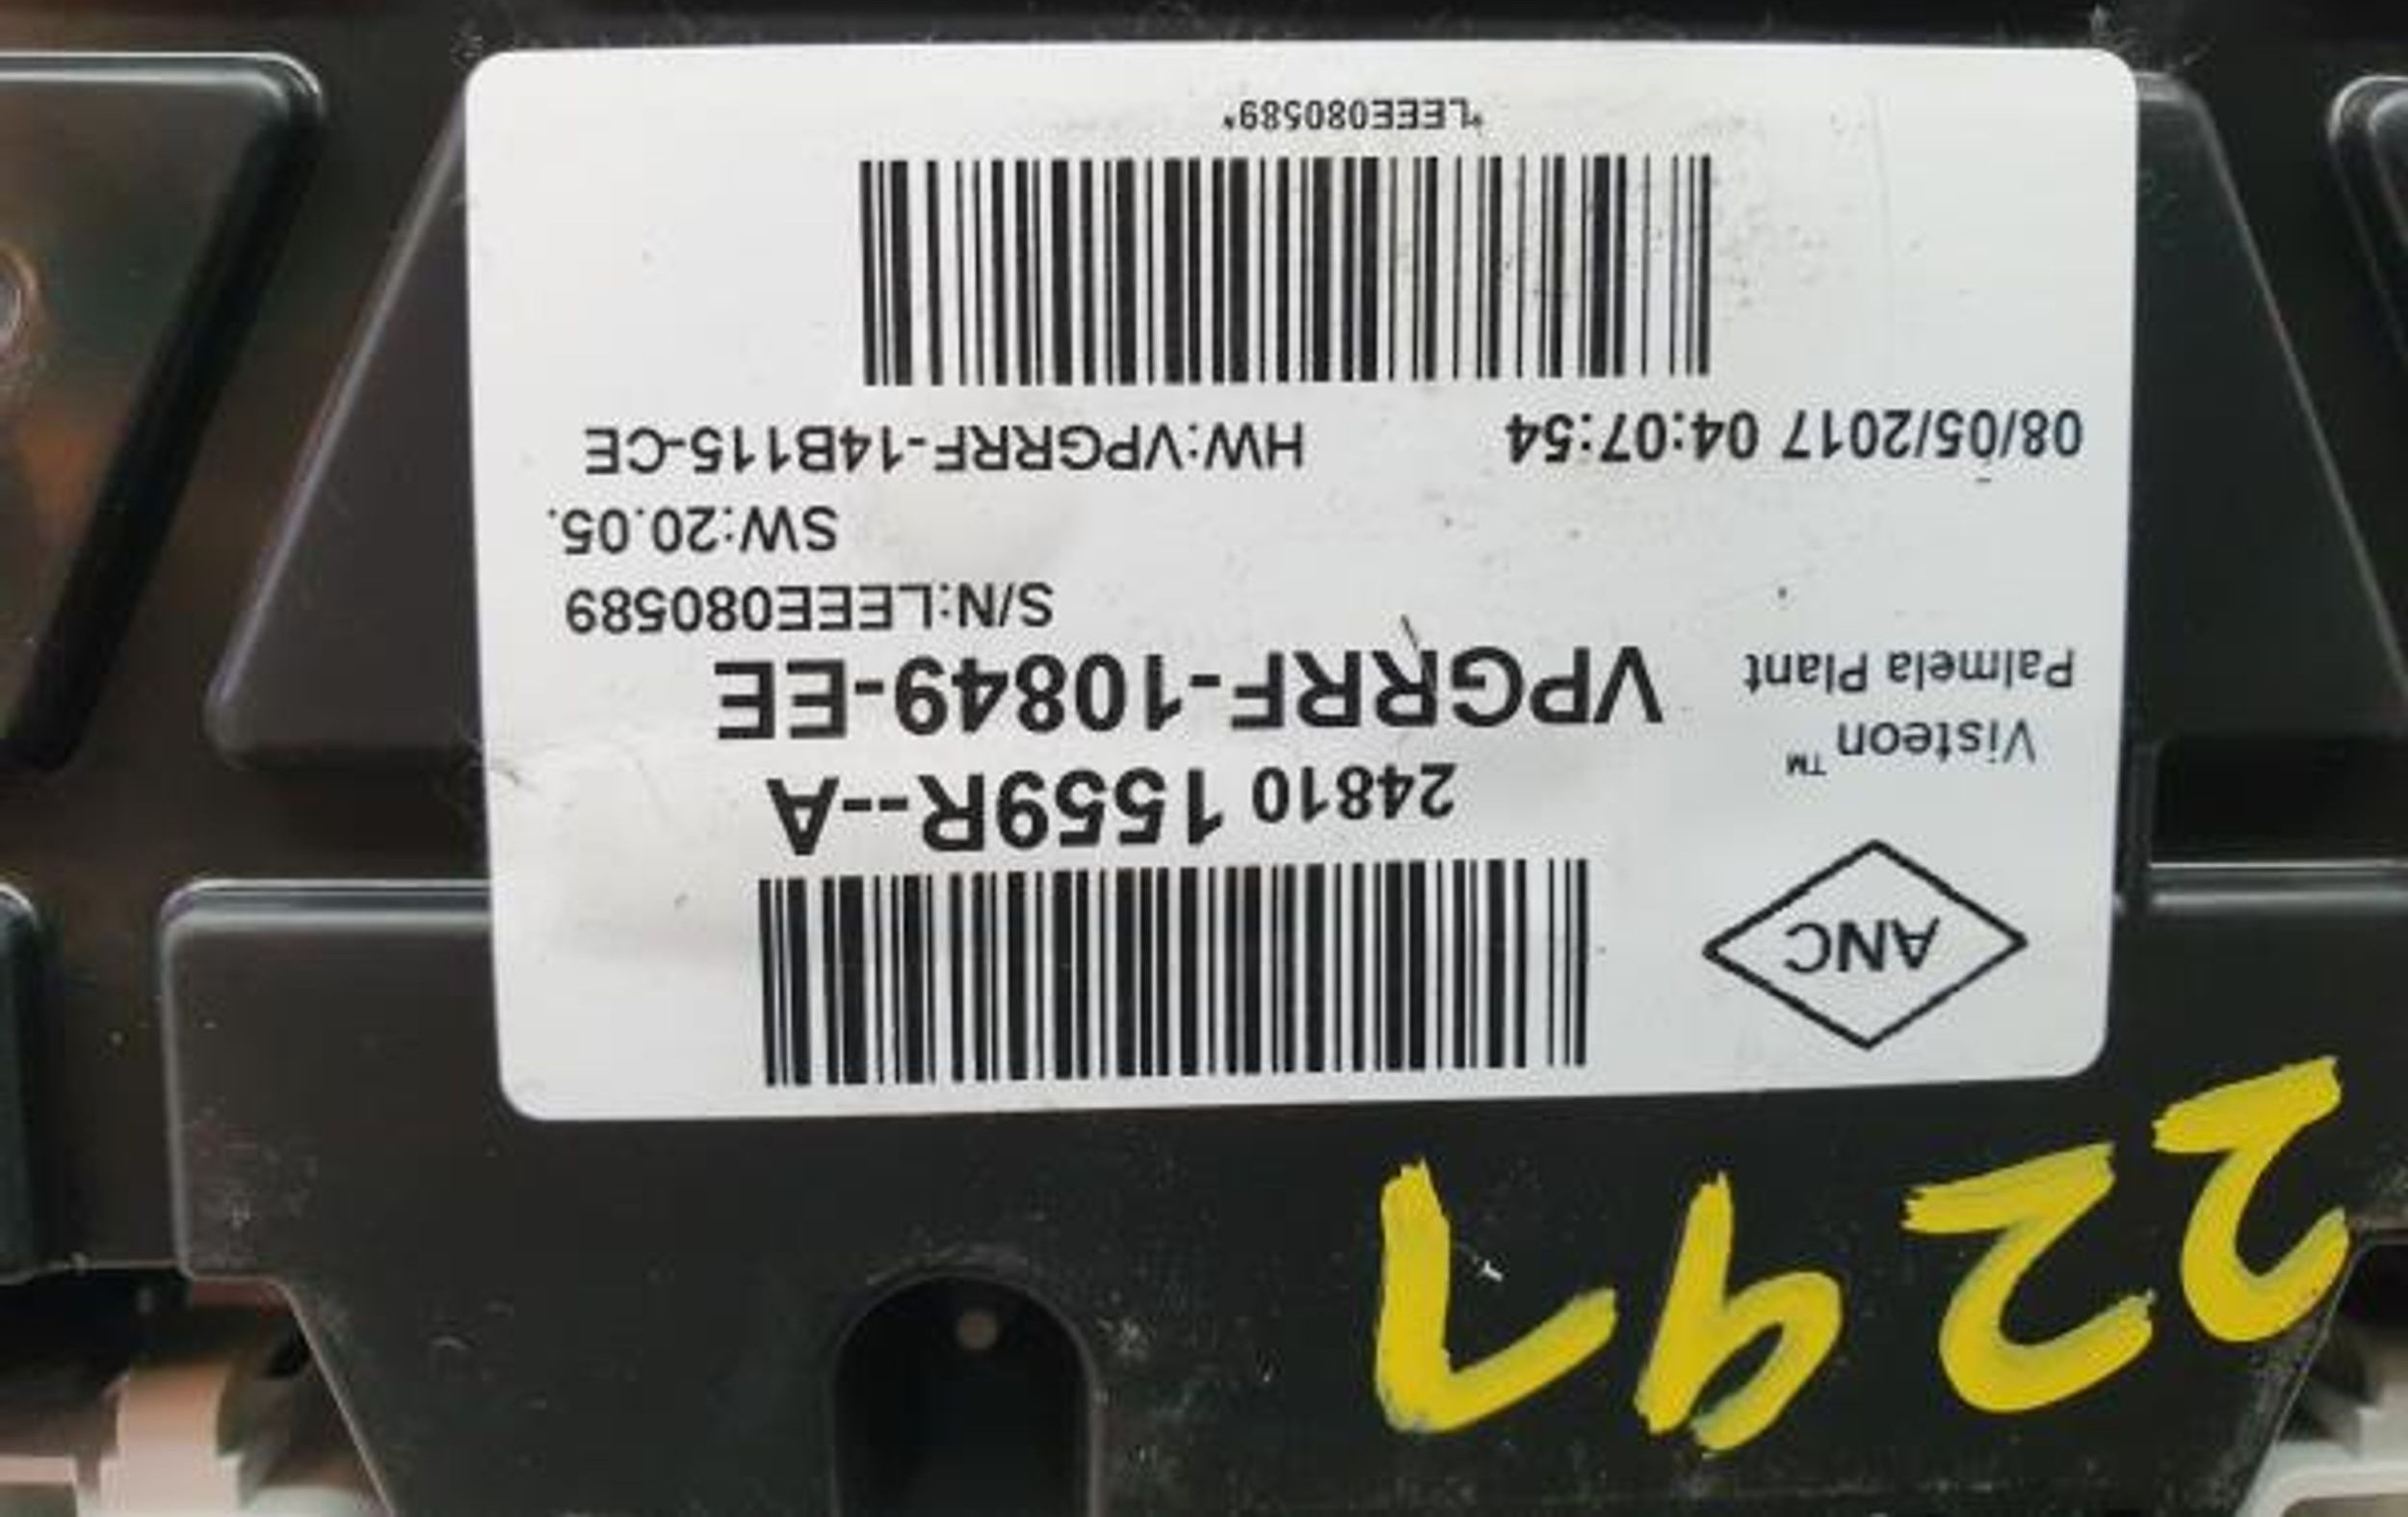 ANC
24810 1559R--A
Visteon™
Palmela Plant
VPGRRF-10849-EE
S/N:LEEE080589
SW:20.05.
08/05/2017 04:07:54 HW:VPGRRF-14B115-CE
*LEEE080589*
2291